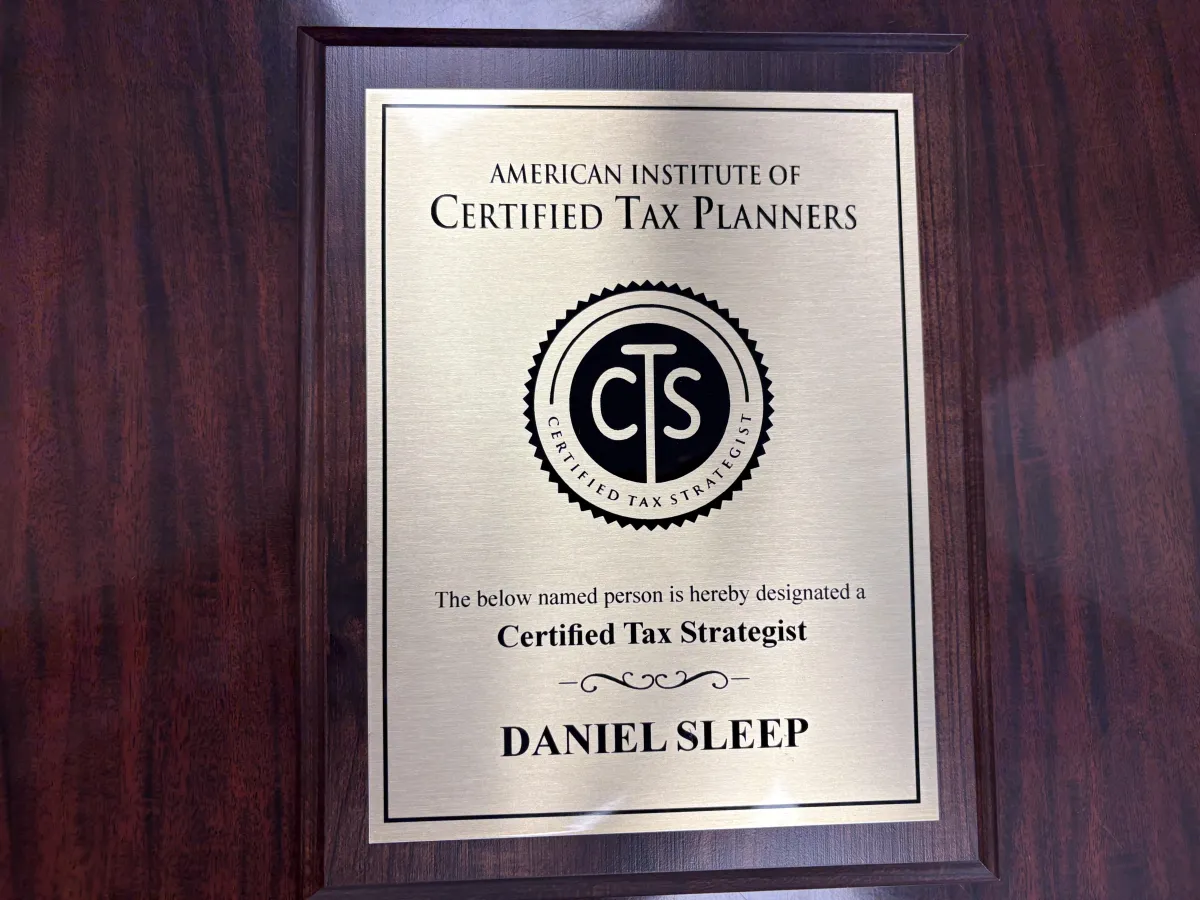 AMERICAN INSTITUTE OF
CERTIFIED TAX PLANNERS
CTS
CERTIFIED TAX STRATEGIST
The below named person is hereby designated a
Certified Tax Strategist
DANIEL SLEEP